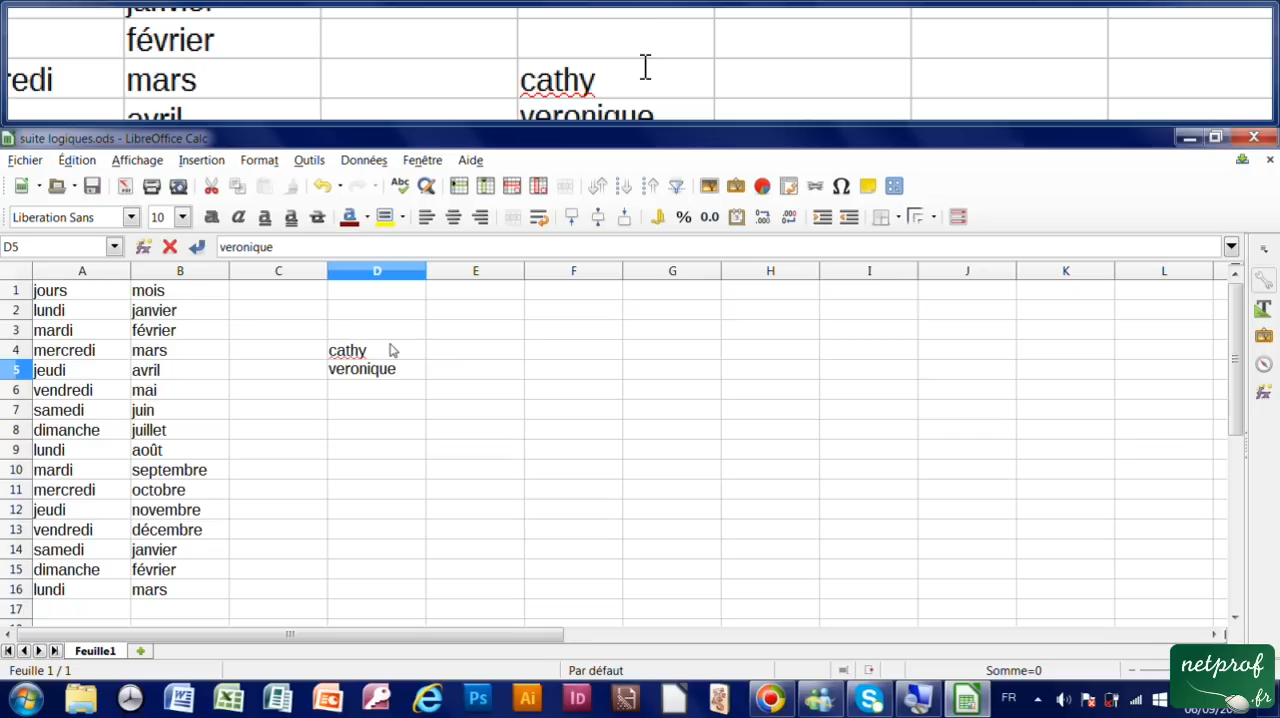 janvier
février
redi mars cathy
avril veronique
suite logiques.ods - LibreOffice Calc
Fichier Édition Affichage Insertion Format Outils Données Fenêtre Aide
Liberation Sans 10
D5 veronique
A B C D E F G H I J K L
1 jours mois
2 lundi janvier
3 mardi février
4 mercredi mars cathy
5 jeudi avril veronique
6 vendredi mai
7 samedi juin
8 dimanche juillet
9 lundi août
10 mardi septembre
11 mercredi octobre
12 jeudi novembre
13 vendredi décembre
14 samedi janvier
15 dimanche février
16 lundi mars
17
Feuille1
Feuille 1 / 1 Par défaut Somme=0
netprof
.fr
FR